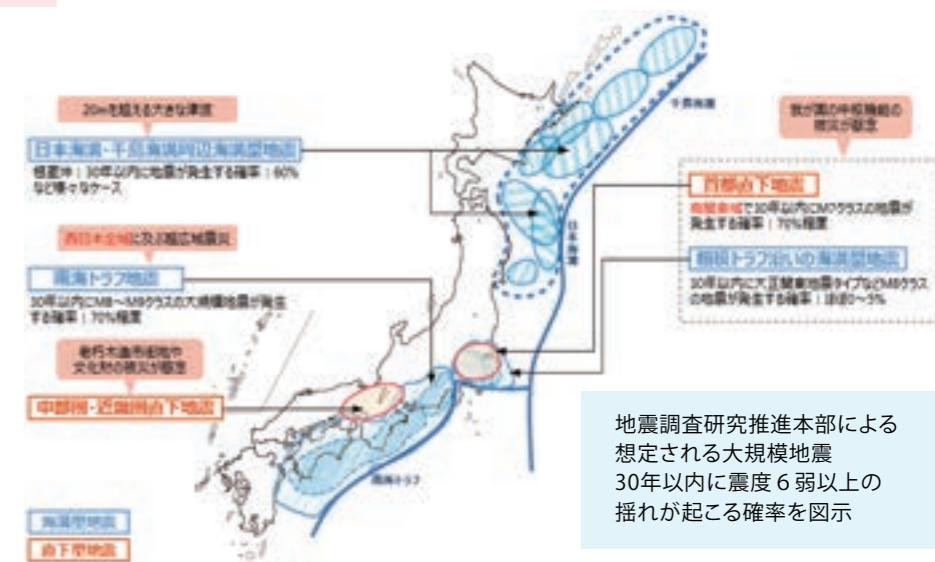 20mを超える大きな津波
日本海溝・千島海溝周辺海溝型地震
根室沖：30年以内に地震が発生する確率：60%
など様々なケース
西日本全域に及ぶ超広域震災
南海トラフ地震
30年以内にM8～M9クラスの大規模地震が発生
する確率：70%程度
老朽木造市街地や
文化財の被災が懸念
中部圏・近畿圏直下地震
海溝型地震
直下型地震
千島海溝
日本海溝
南海トラフ
我が国の中枢機能の
被災が懸念
首都直下地震
南関東域で30年以内にM7クラスの地震が
発生する確率：70%程度
相模トラフ沿いの海溝型地震
30年以内に大正関東地震タイプなどM8クラス
の地震が発生する確率：ほぼ0～5%
地震調査研究推進本部による
想定される大規模地震
30年以内に震度６弱以上の
揺れが起こる確率を図示